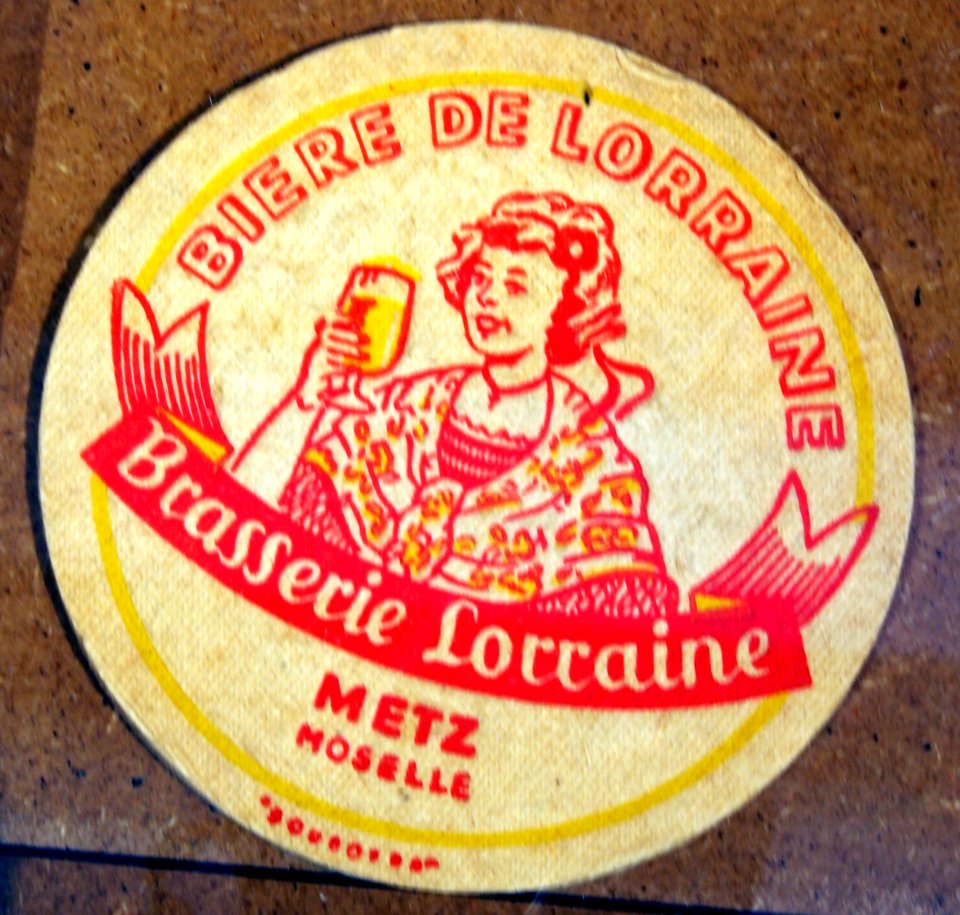 BIERE DE LORRAINE
Brasserie Lorraine
METZ
MOSELLE